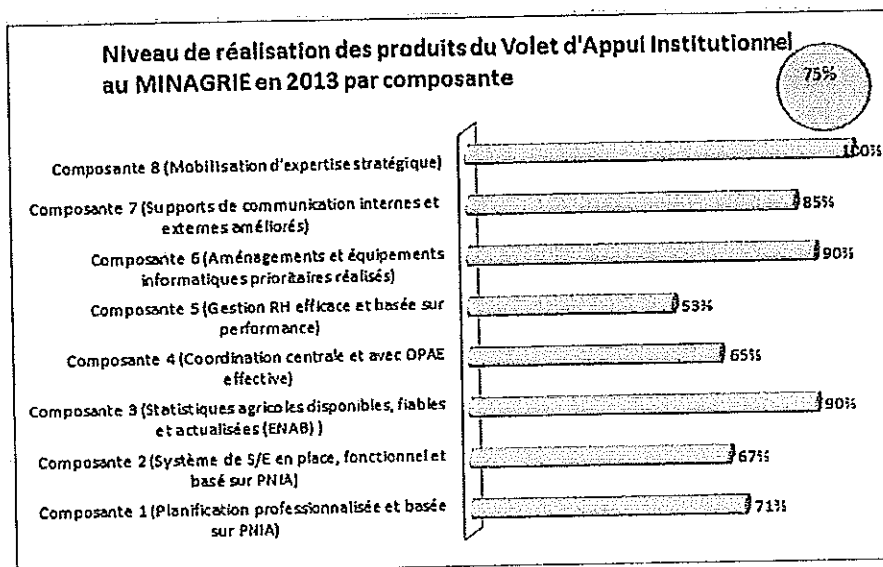 Niveau de réalisation des produits du Volet d'Appui Institutionnel
au MINAGRIE en 2013 par composante
75%
Composante 8 (Mobilisation d'expertise stratégique)
100%
Composante 7 (Supports de communication internes et
externes améliorés)
85%
Composante 6 (Aménagements et équipements
informatiques prioritaires réalisés)
90%
Composante 5 (Gestion RH efficace et basée sur
performance)
53%
Composante 4 (Coordination centrale et avec DPAE
effective)
65%
Composante 3 (Statistiques agricoles disponibles, fiables
et actualisées (ENAB) )
90%
Composante 2 (Système de S/E en place, fonctionnel et
basé sur PNIA)
67%
Composante 1 (Planification professionnalisée et basée
sur PNIA)
71%